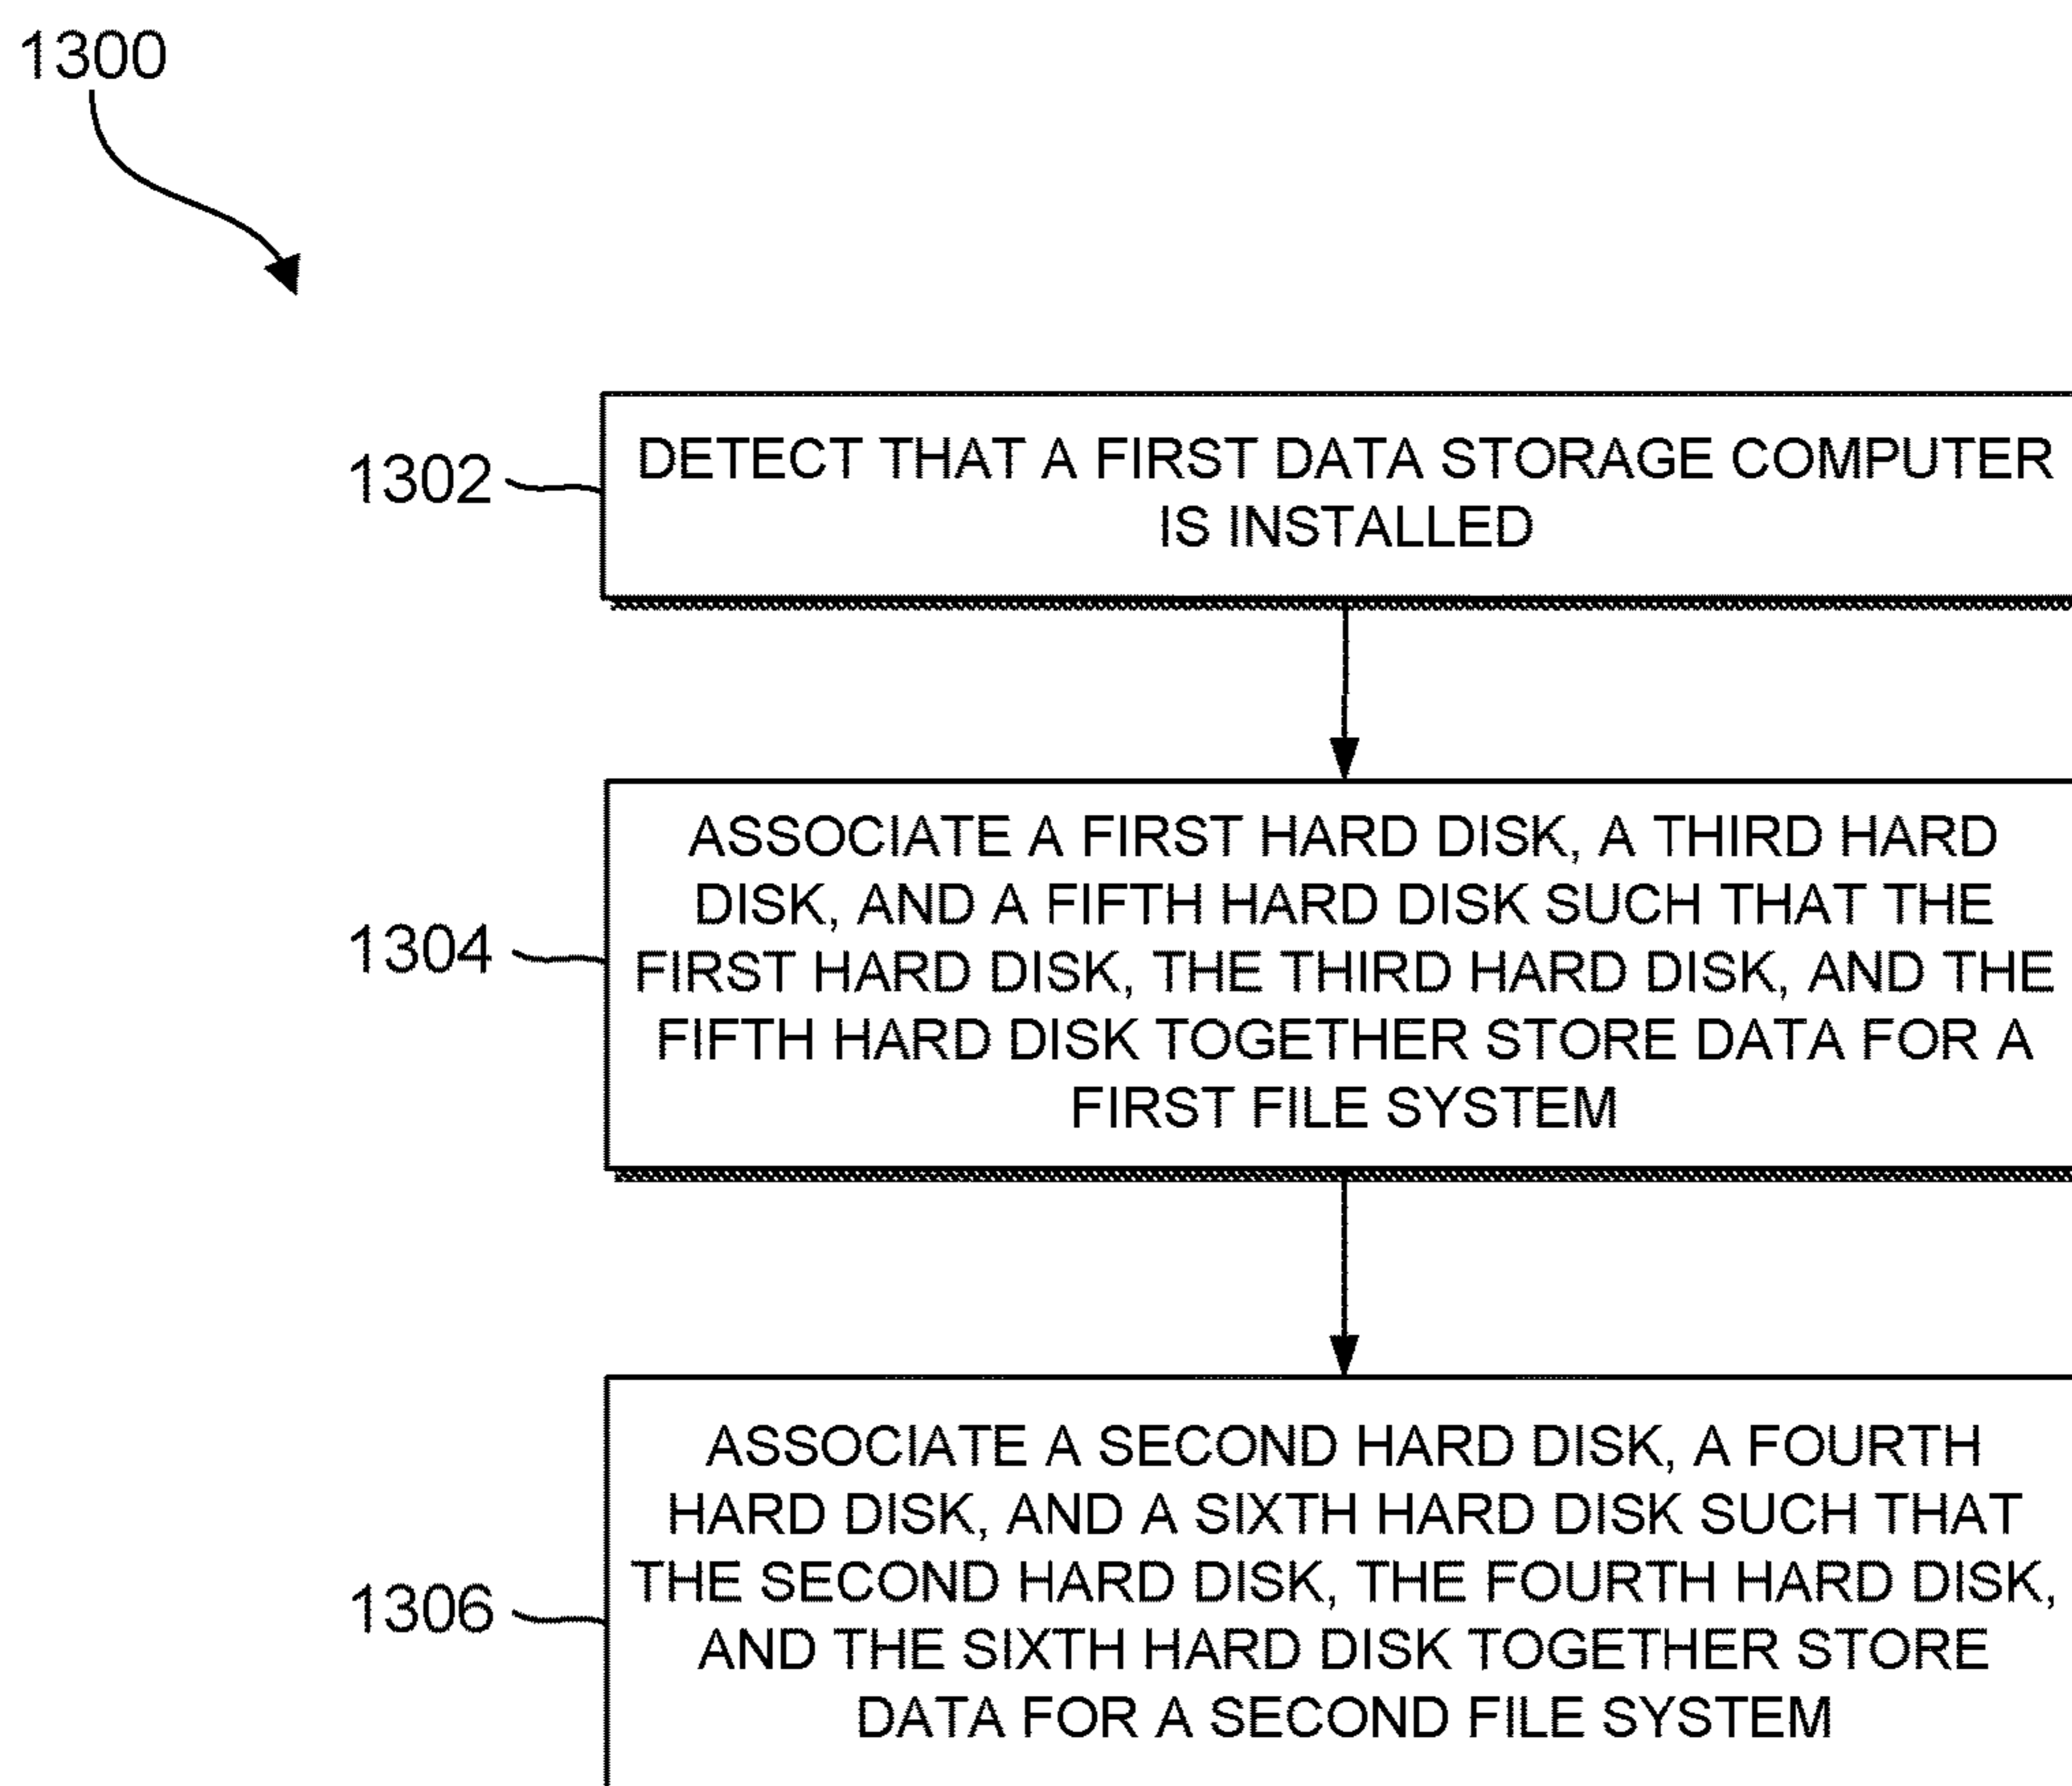 1300
1302
DETECT THAT A FIRST DATA STORAGE COMPUTER
IS INSTALLED
1304
ASSOCIATE A FIRST HARD DISK, A THIRD HARD
DISK, AND A FIFTH HARD DISK SUCH THAT THE
FIRST HARD DISK, THE THIRD HARD DISK, AND THE
FIFTH HARD DISK TOGETHER STORE DATA FOR A
FIRST FILE SYSTEM
1306
ASSOCIATE A SECOND HARD DISK, A FOURTH
HARD DISK, AND A SIXTH HARD DISK SUCH THAT
THE SECOND HARD DISK, THE FOURTH HARD DISK,
AND THE SIXTH HARD DISK TOGETHER STORE
DATA FOR A SECOND FILE SYSTEM